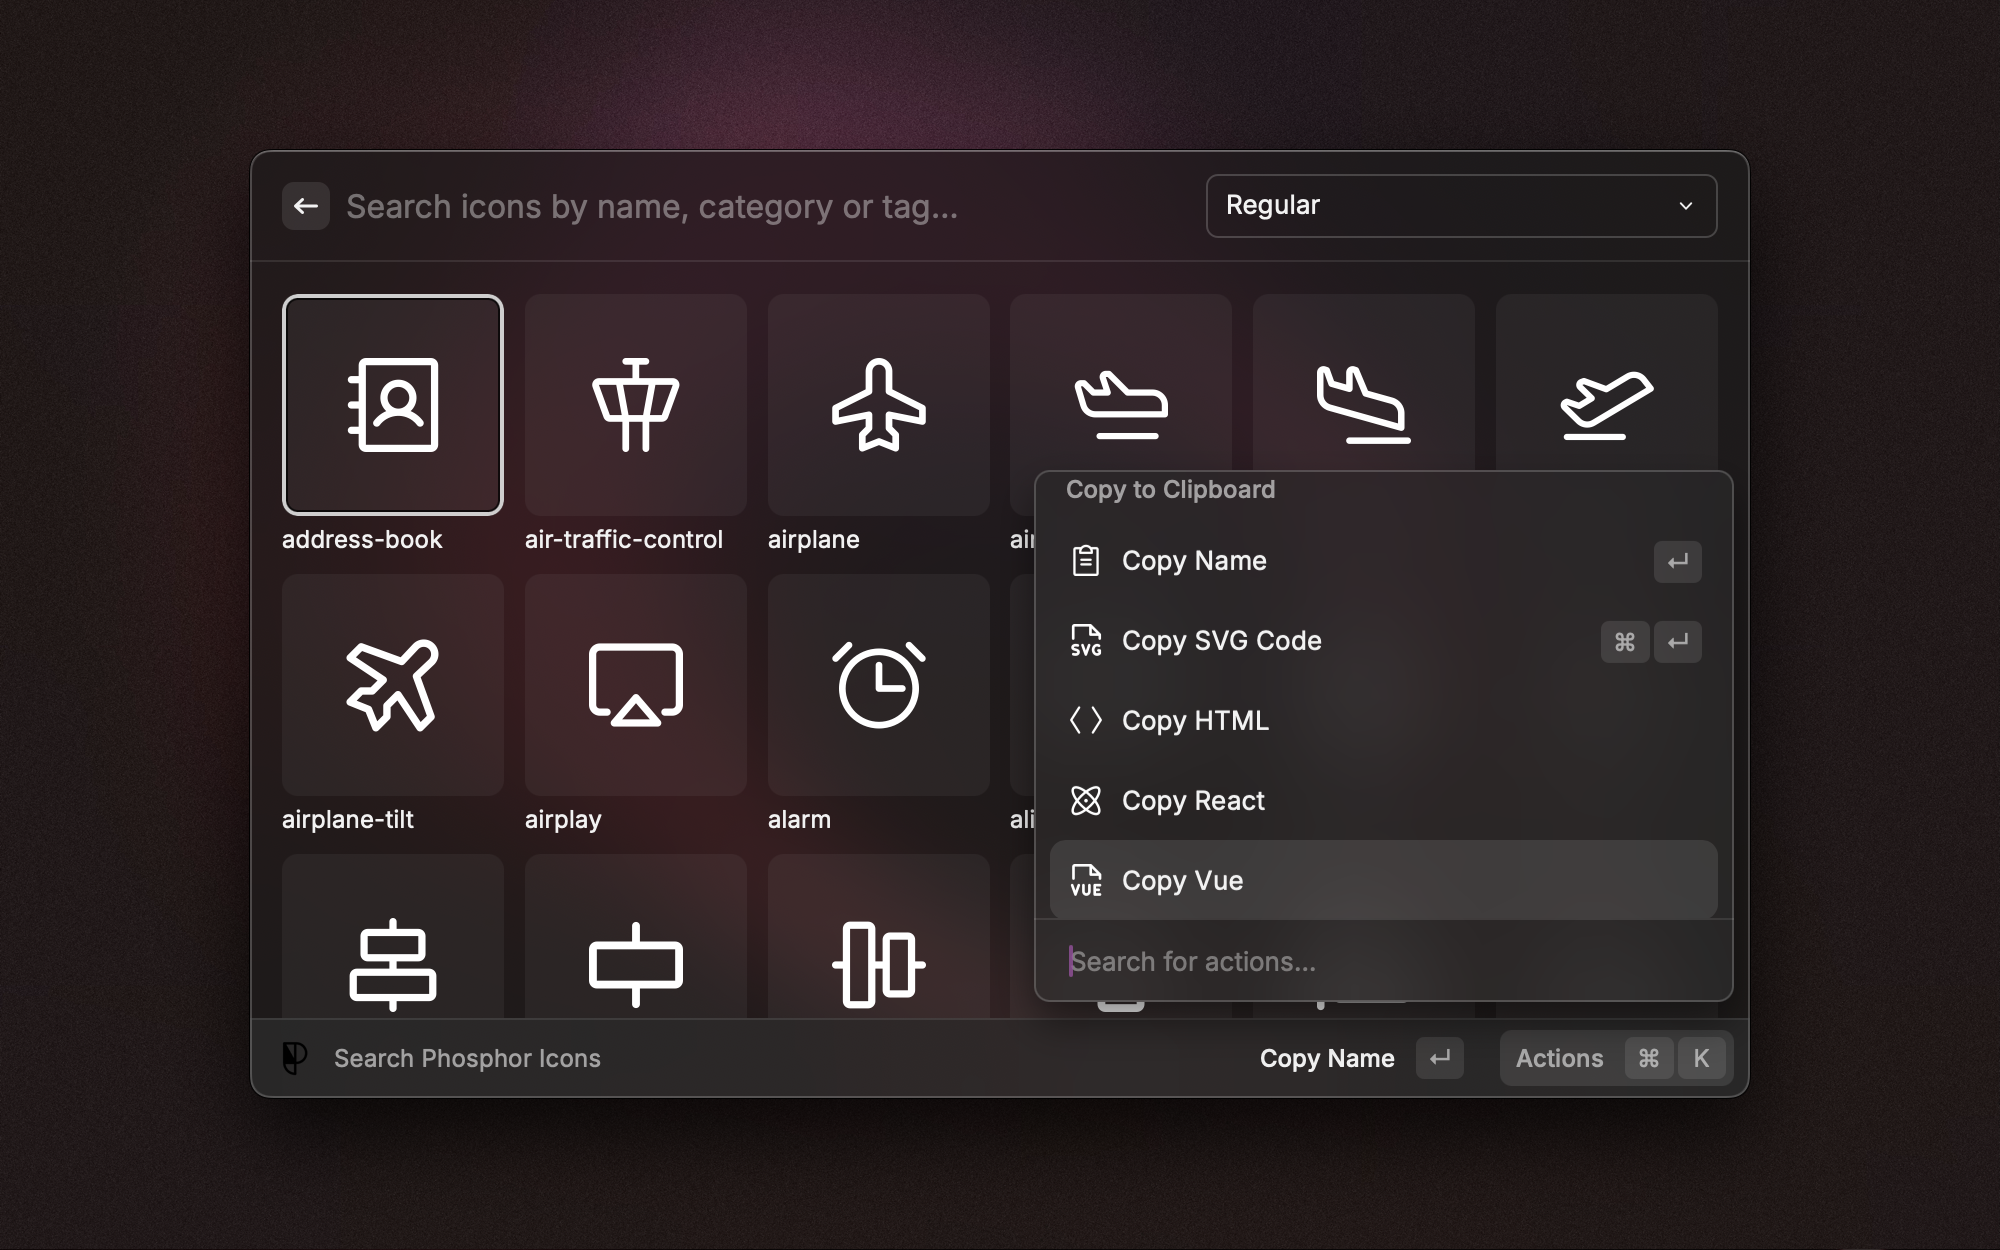 Search icons by name, category or tag...
Regular
address-book
air-traffic-control
airplane
Copy to Clipboard
Copy Name
SVG
Copy SVG Code
⌘
Copy HTML
Copy React
VUE
Copy Vue
Search for actions...
airplane-tilt
airplay
alarm
Search Phosphor Icons
Copy Name
Actions ⌘ K